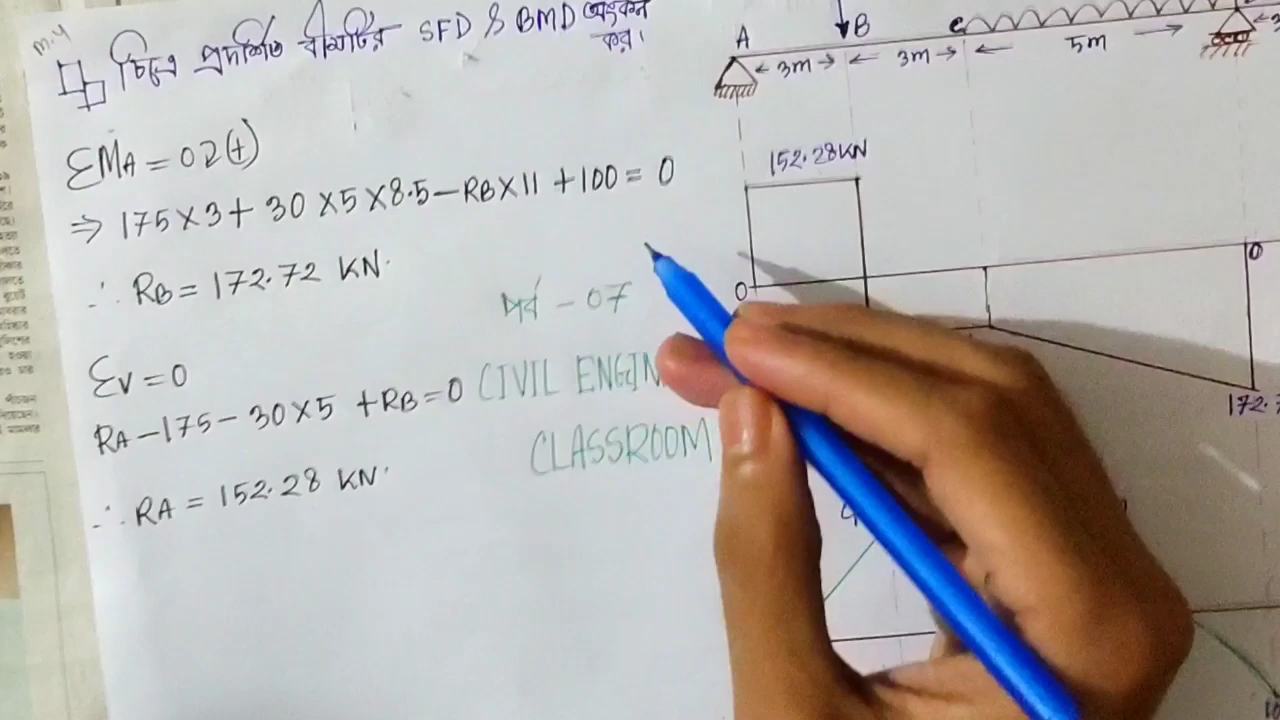 M.4
চিত্রে প্রদর্শিত বীমটির SFD & BMD অংকন কর।
ΣMA = 0 ↻(+)
⇒ 175 × 3 + 30 × 5 × 8.5 − RB × 11 + 100 = 0
∴ RB = 172.72 KN.
Σv = 0
RA − 175 − 30 × 5 + RB = 0
∴ RA = 152.28 KN.
পর্ব - 07
CIVIL ENGIN
CLASSROOM
A
B
C
3m
3m
5m
152.28KN
0
0
172.7